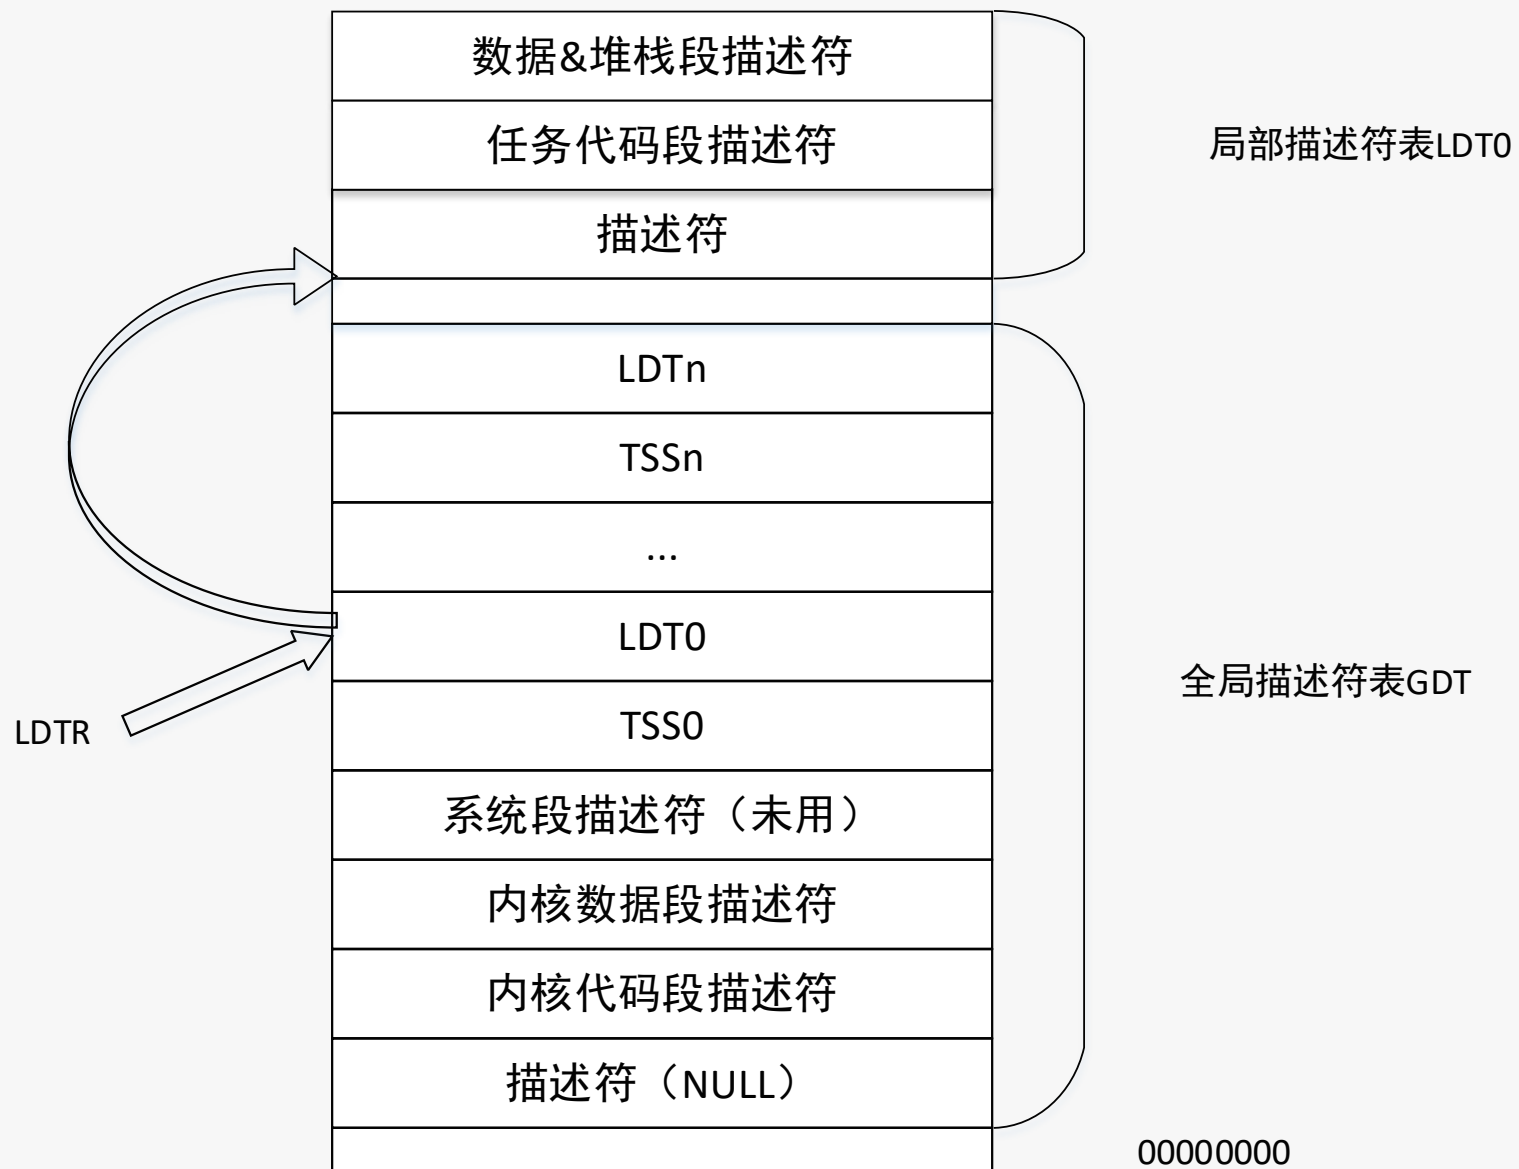 数据&堆栈段描述符
任务代码段描述符
局部描述符表LDT0
描述符
LDTn
TSSn
...
LDT0
全局描述符表GDT
TSS0
LDTR
系统段描述符（未用）
内核数据段描述符
内核代码段描述符
描述符（NULL）
00000000